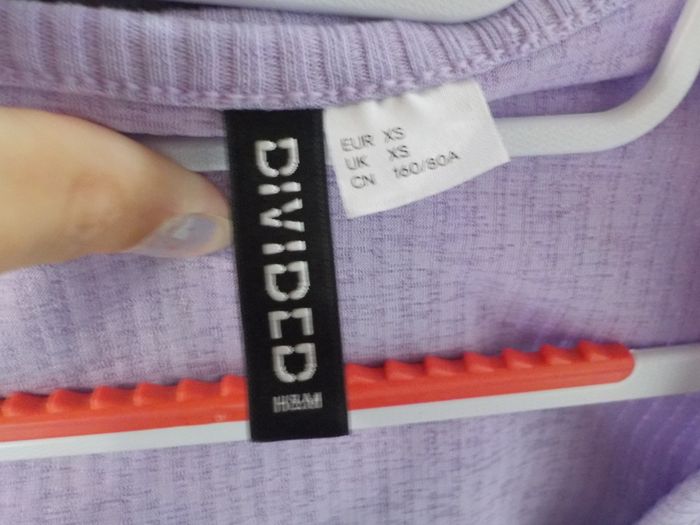 DIVIDED
H&M
EUR XS
UK XS
CN 160/80A